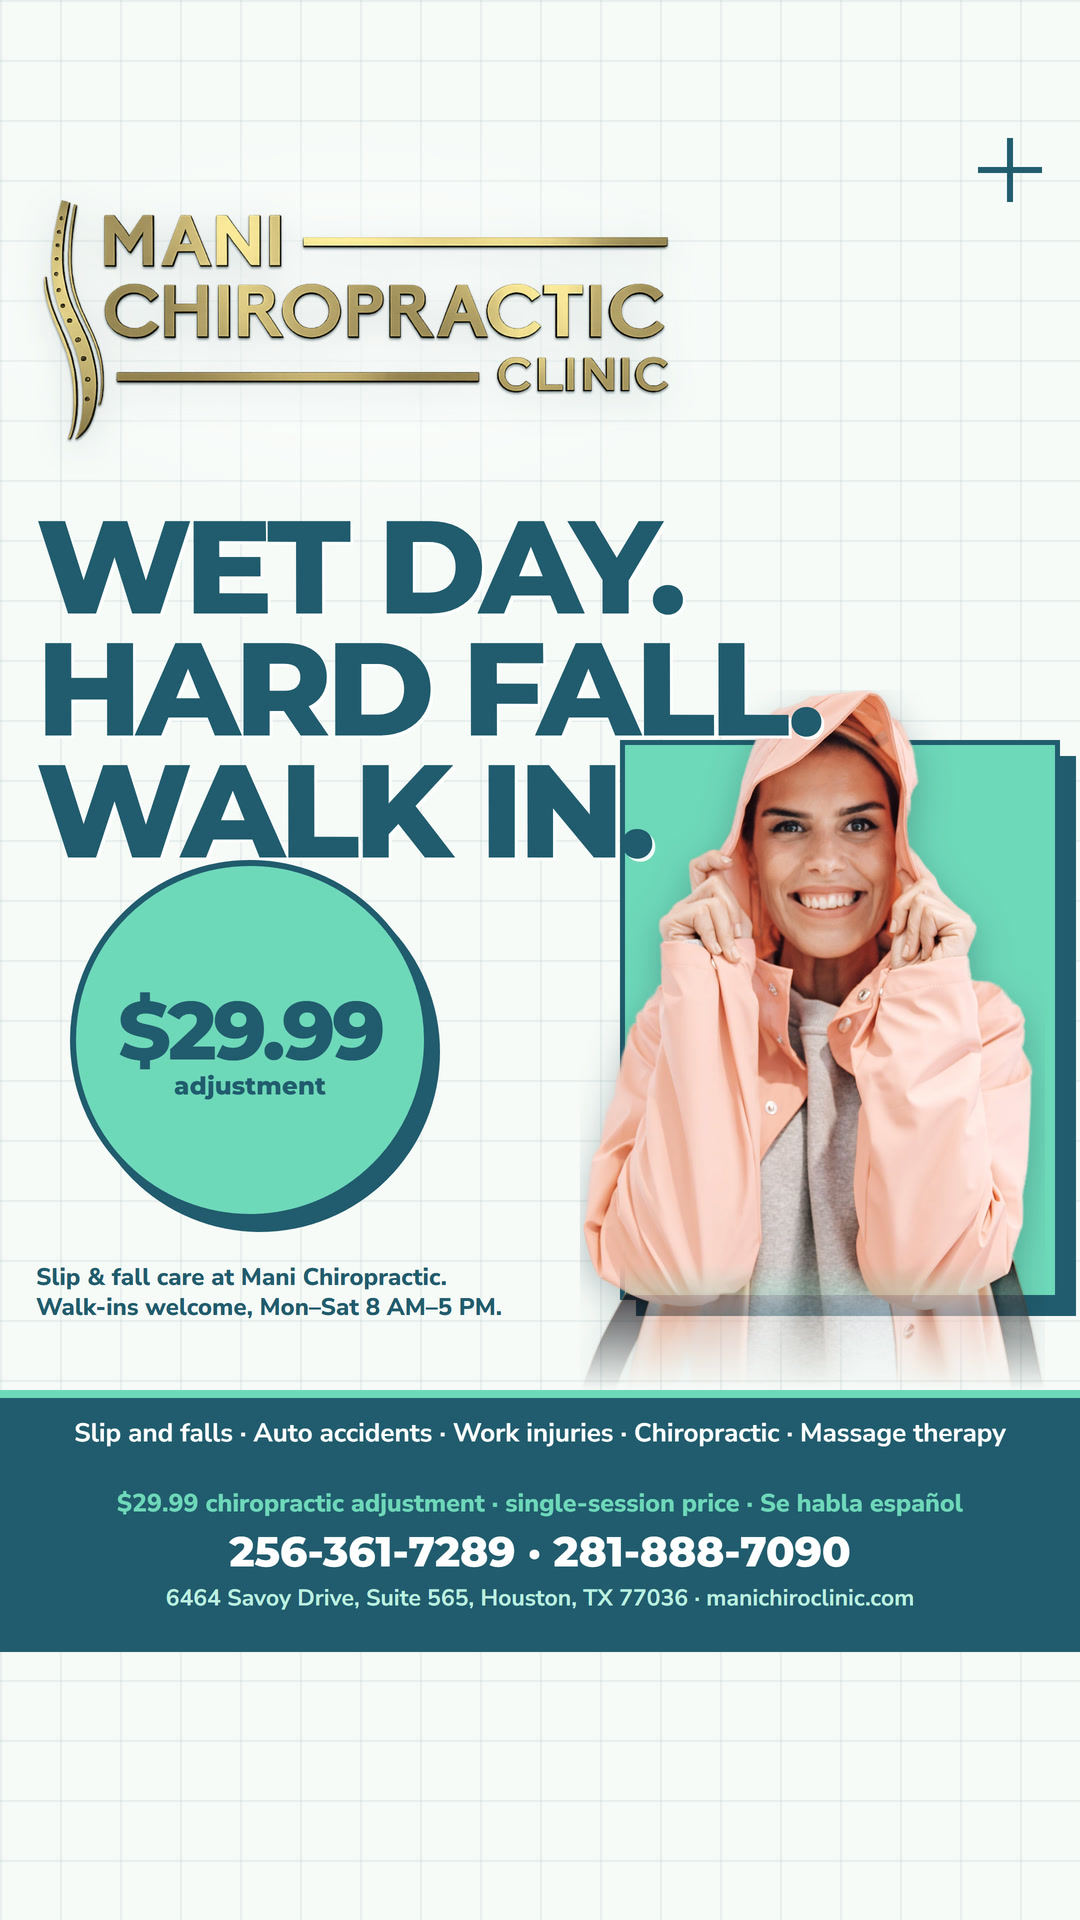 MANI
CHIROPRACTIC
CLINIC
WET DAY.
HARD FALL.
WALK IN.
$29.99
adjustment
Slip & fall care at Mani Chiropractic.
Walk-ins welcome, Mon–Sat 8 AM–5 PM.
Slip and falls · Auto accidents · Work injuries · Chiropractic · Massage therapy
$29.99 chiropractic adjustment · single-session price · Se habla español
256-361-7289 • 281-888-7090
6464 Savoy Drive, Suite 565, Houston, TX 77036 · manichiroclinic.com